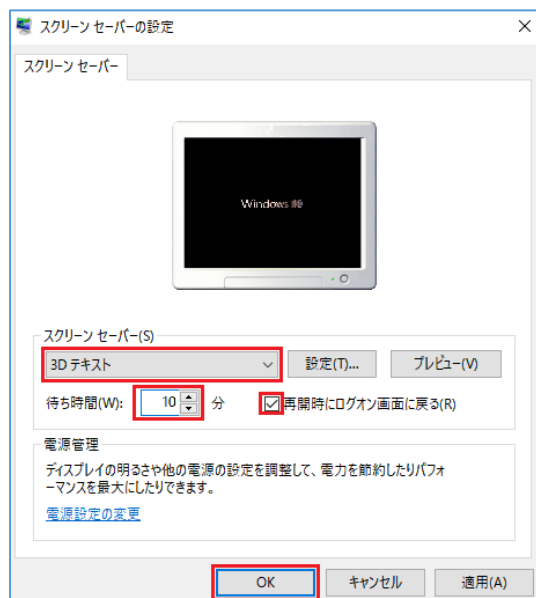 スクリーン セーバーの設定
スクリーン セーバー
Windows
スクリーン セーバー(S)
3D テキスト
設定(T)...
プレビュー(V)
待ち時間(W):
10
分
再開時にログオン画面に戻る(R)
電源管理
ディスプレイの明るさや他の電源の設定を調整して、電力を節約したりパフォ
ーマンスを最大にしたりできます。
電源設定の変更
OK
キャンセル
適用(A)